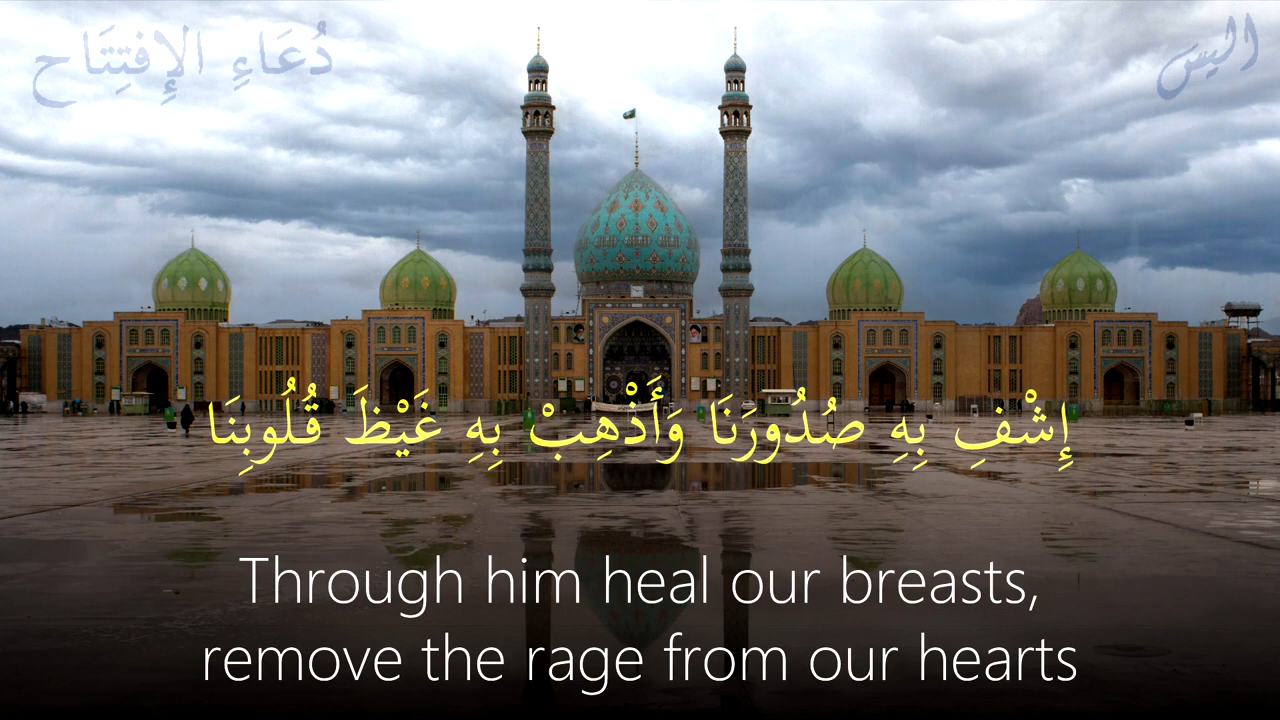 دُعَاءِ الإِفتِتَاح
اليس
إِشْفِ بِهِ صُدُورَنَا وَأَذْهِبْ بِهِ غَيْظَ قُلُوبِنَا
Through him heal our breasts,
remove the rage from our hearts